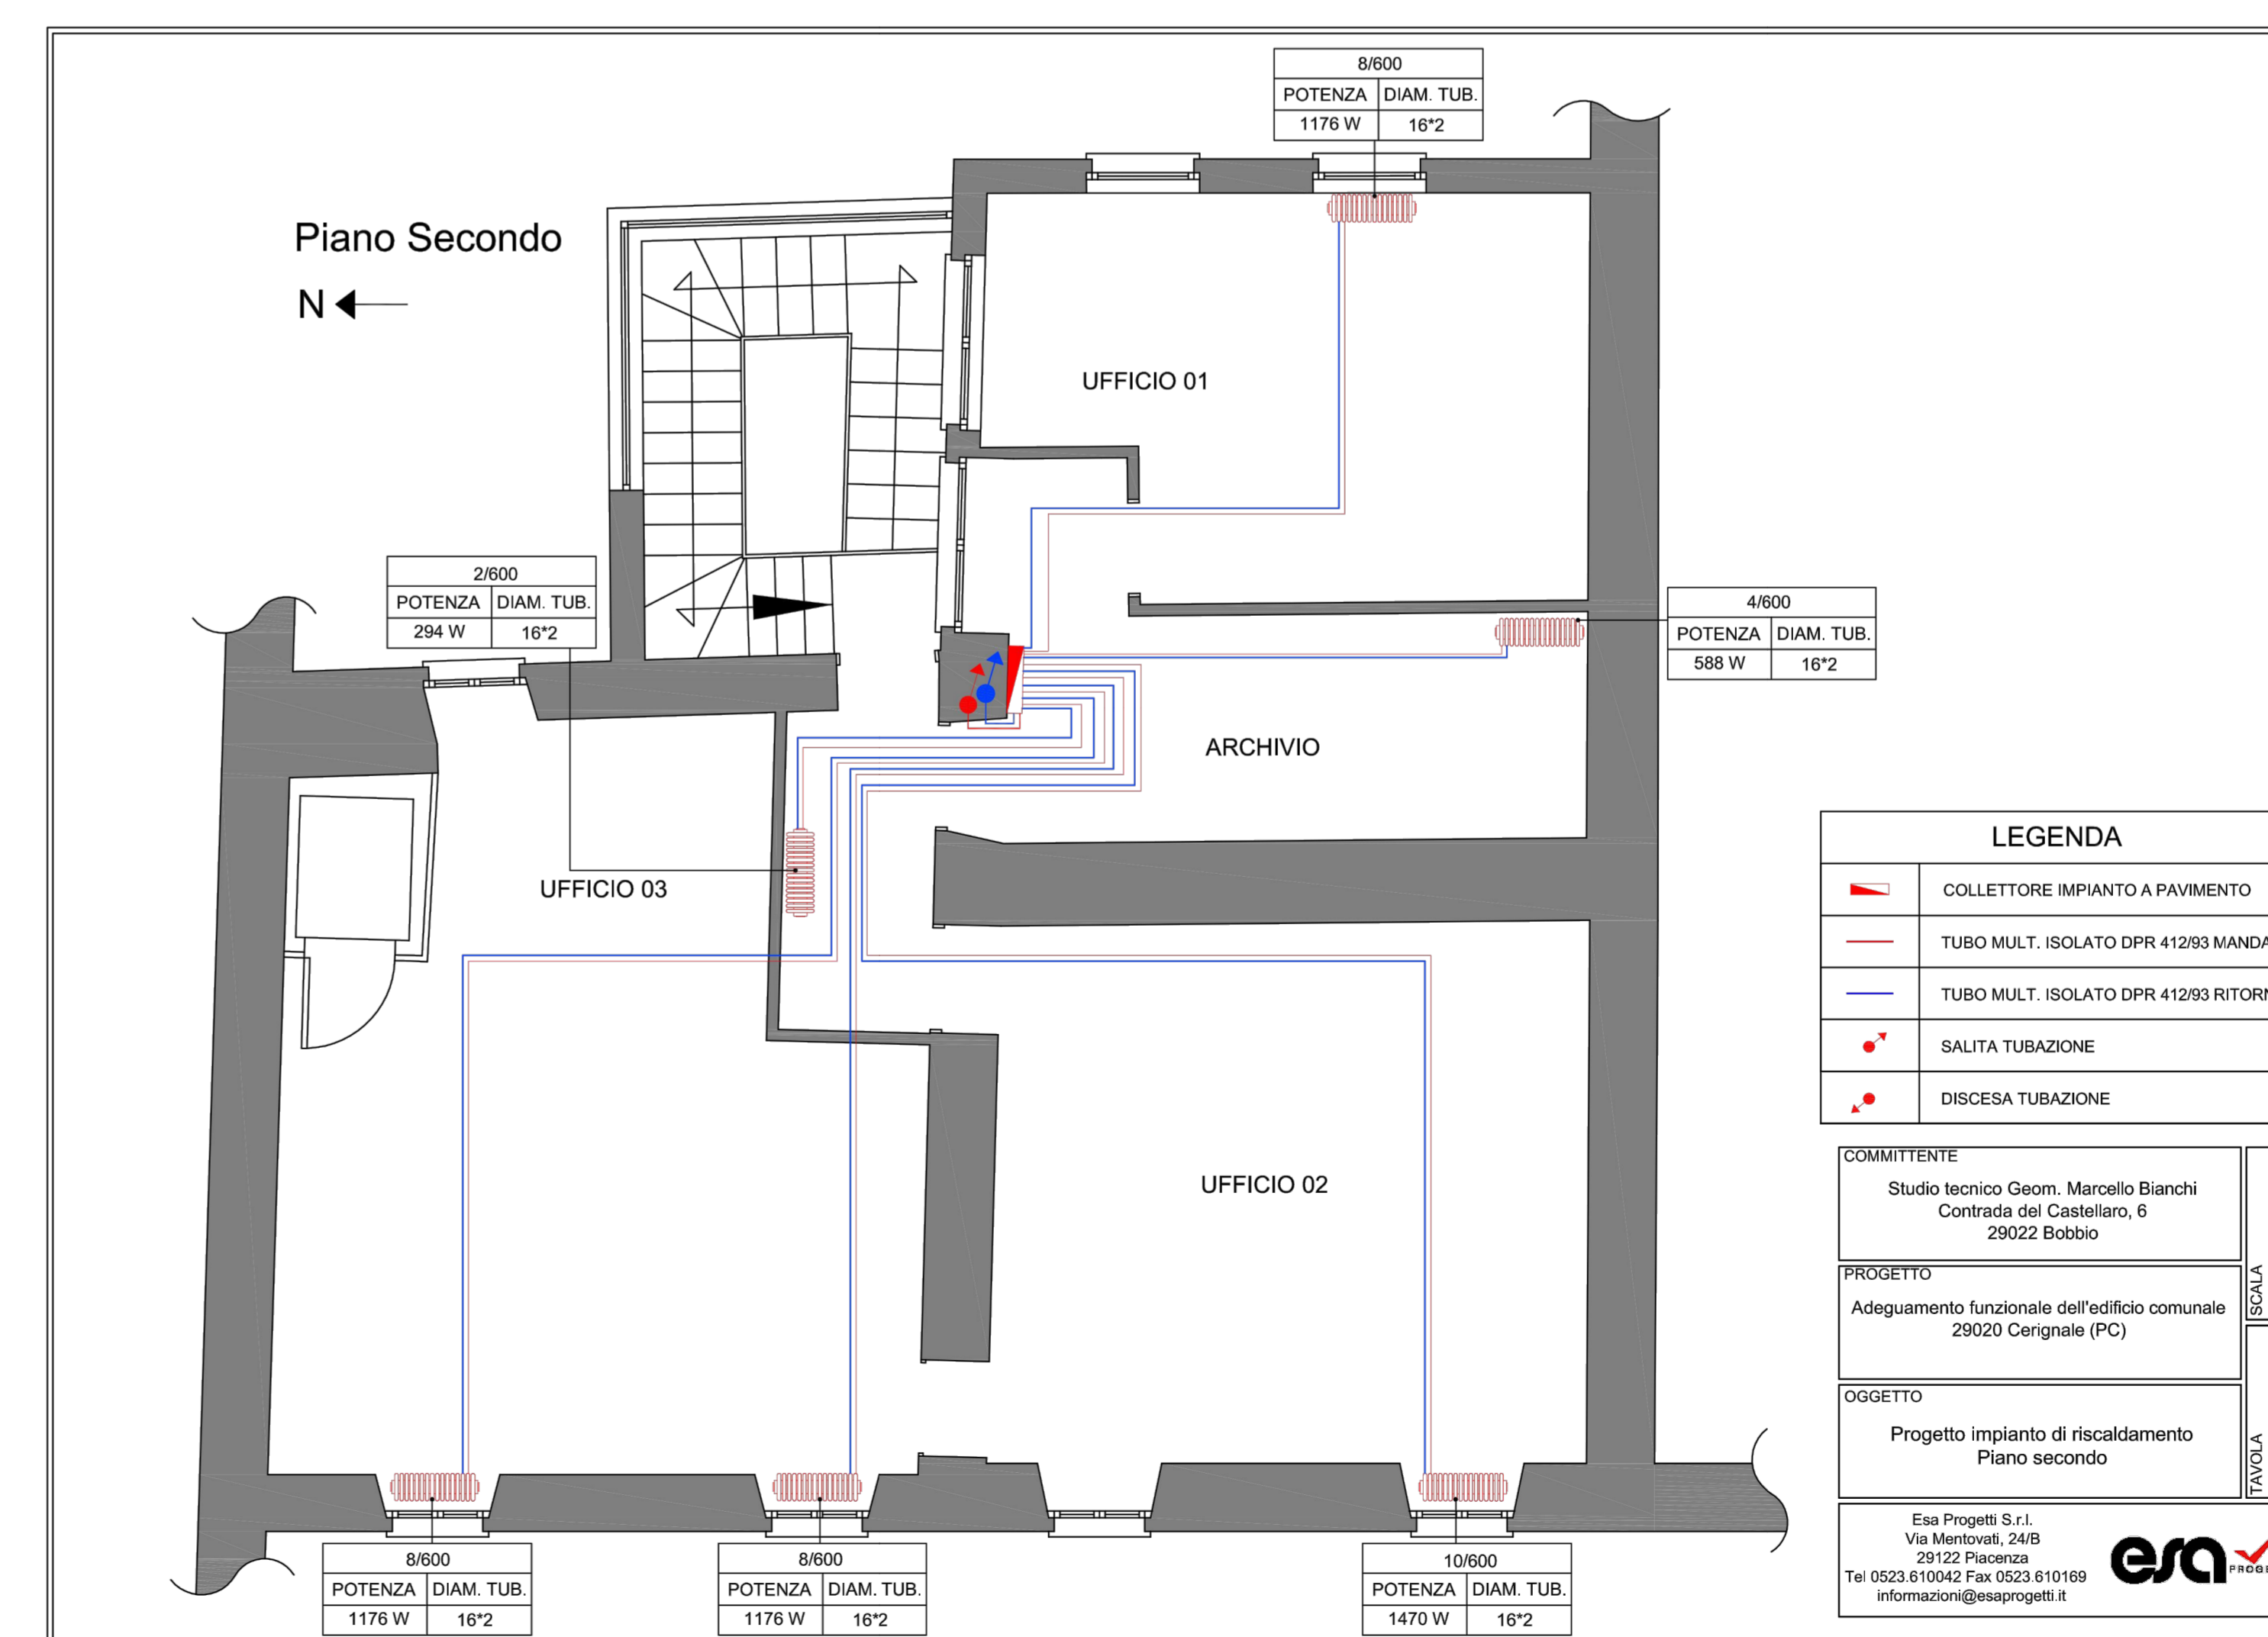 8/600
POTENZA DIAM. TUB.
1176 W 16*2
Piano Secondo
N
UFFICIO 01
2/600
POTENZA DIAM. TUB.
294 W 16*2
4/600
POTENZA DIAM. TUB.
588 W 16*2
ARCHIVIO
UFFICIO 03
UFFICIO 02
8/600
POTENZA DIAM. TUB.
1176 W 16*2
8/600
POTENZA DIAM. TUB.
1176 W 16*2
10/600
POTENZA DIAM. TUB.
1470 W 16*2
LEGENDA
COLLETTORE IMPIANTO A PAVIMENTO
TUBO MULT. ISOLATO DPR 412/93 MANDA
TUBO MULT. ISOLATO DPR 412/93 RITOR
SALITA TUBAZIONE
DISCESA TUBAZIONE
COMMITTENTE
Studio tecnico Geom. Marcello Bianchi
Contrada del Castellaro, 6
29022 Bobbio
PROGETTO
Adeguamento funzionale dell'edificio comunale
29020 Cerignale (PC)
SCALA
OGGETTO
Progetto impianto di riscaldamento
Piano secondo
TAVOLA
Esa Progetti S.r.l.
Via Mentovati, 24/B
29122 Piacenza
Tel 0523.610042 Fax 0523.610169
informazioni@esaprogetti.it
esa
PROGE